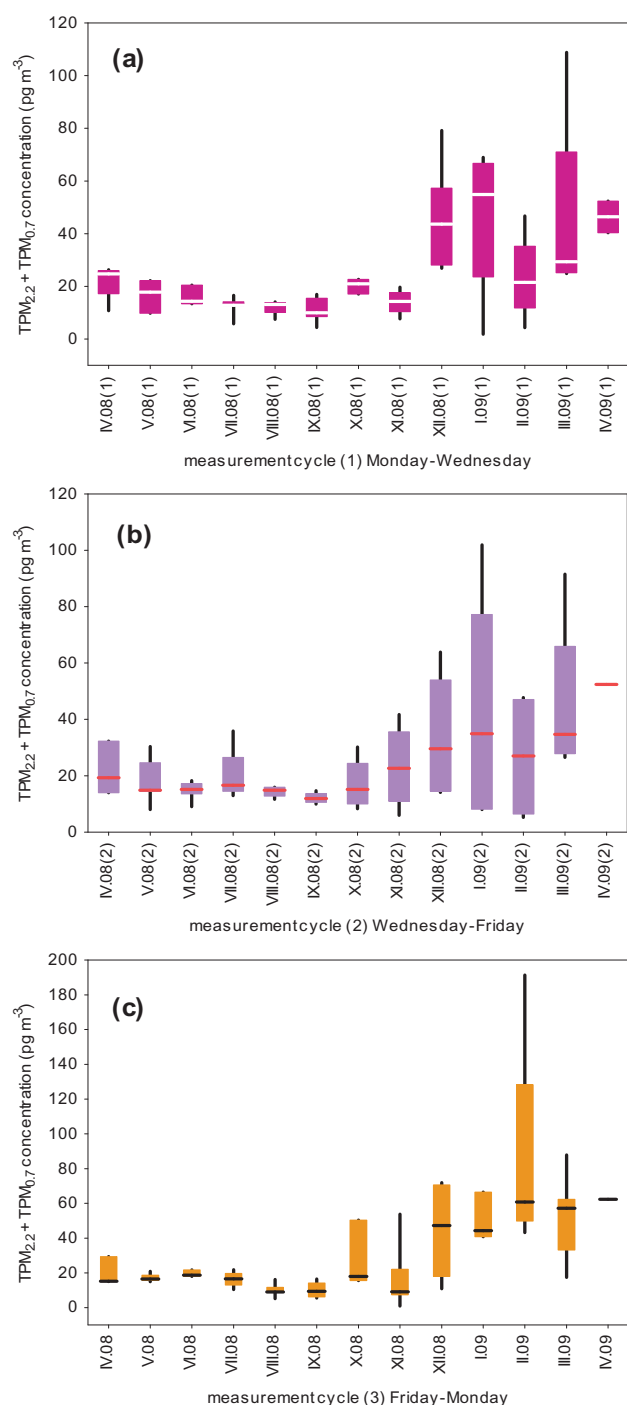 (a)
TPM2.2 + TPM0.7 concentration (pg m-3)
120
100
80
60
40
20
0
IV.08(1)
V.08(1)
VI.08(1)
VII.08(1)
VIII.08(1)
IX.08(1)
X.08(1)
XI.08(1)
XII.08(1)
I.09(1)
II.09(1)
III.09(1)
IV.09(1)
measurement cycle (1) Monday-Wednesday
(b)
TPM2.2 + TPM0.7 concentration (pg m-3)
120
100
80
60
40
20
0
IV.08(2)
V.08(2)
VI.08(2)
VII.08(2)
VIII.08(2)
IX.08(2)
X.08(2)
XI.08(2)
XII.08(2)
I.09(2)
II.09(2)
III.09(2)
IV.09(2)
measurement cycle (2) Wednesday-Friday
(c)
TPM2.2 + TPM0.7 concentration (pg m-3)
200
180
160
140
120
100
80
60
40
20
0
IV.08
V.08
VI.08
VII.08
VIII.08
IX.08
X.08
XI.08
XII.08
I.09
II.09
III.09
IV.09
measurement cycle (3) Friday-Monday